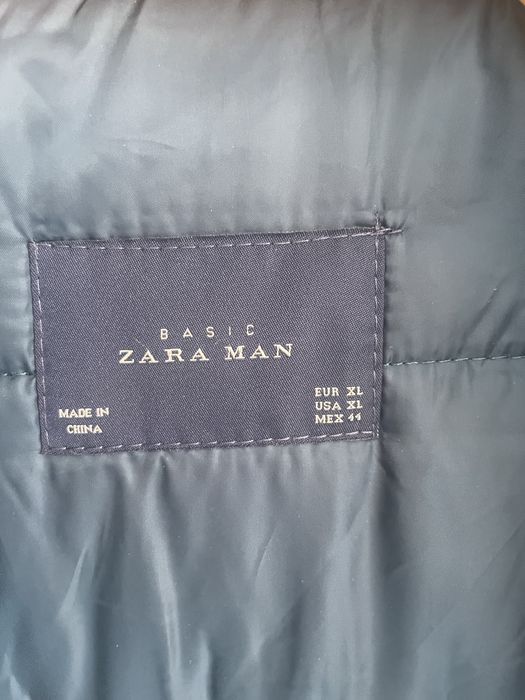 BASIC
ZARA MAN
EUR XL
USA XL
MEX 44
MADE IN
CHINA